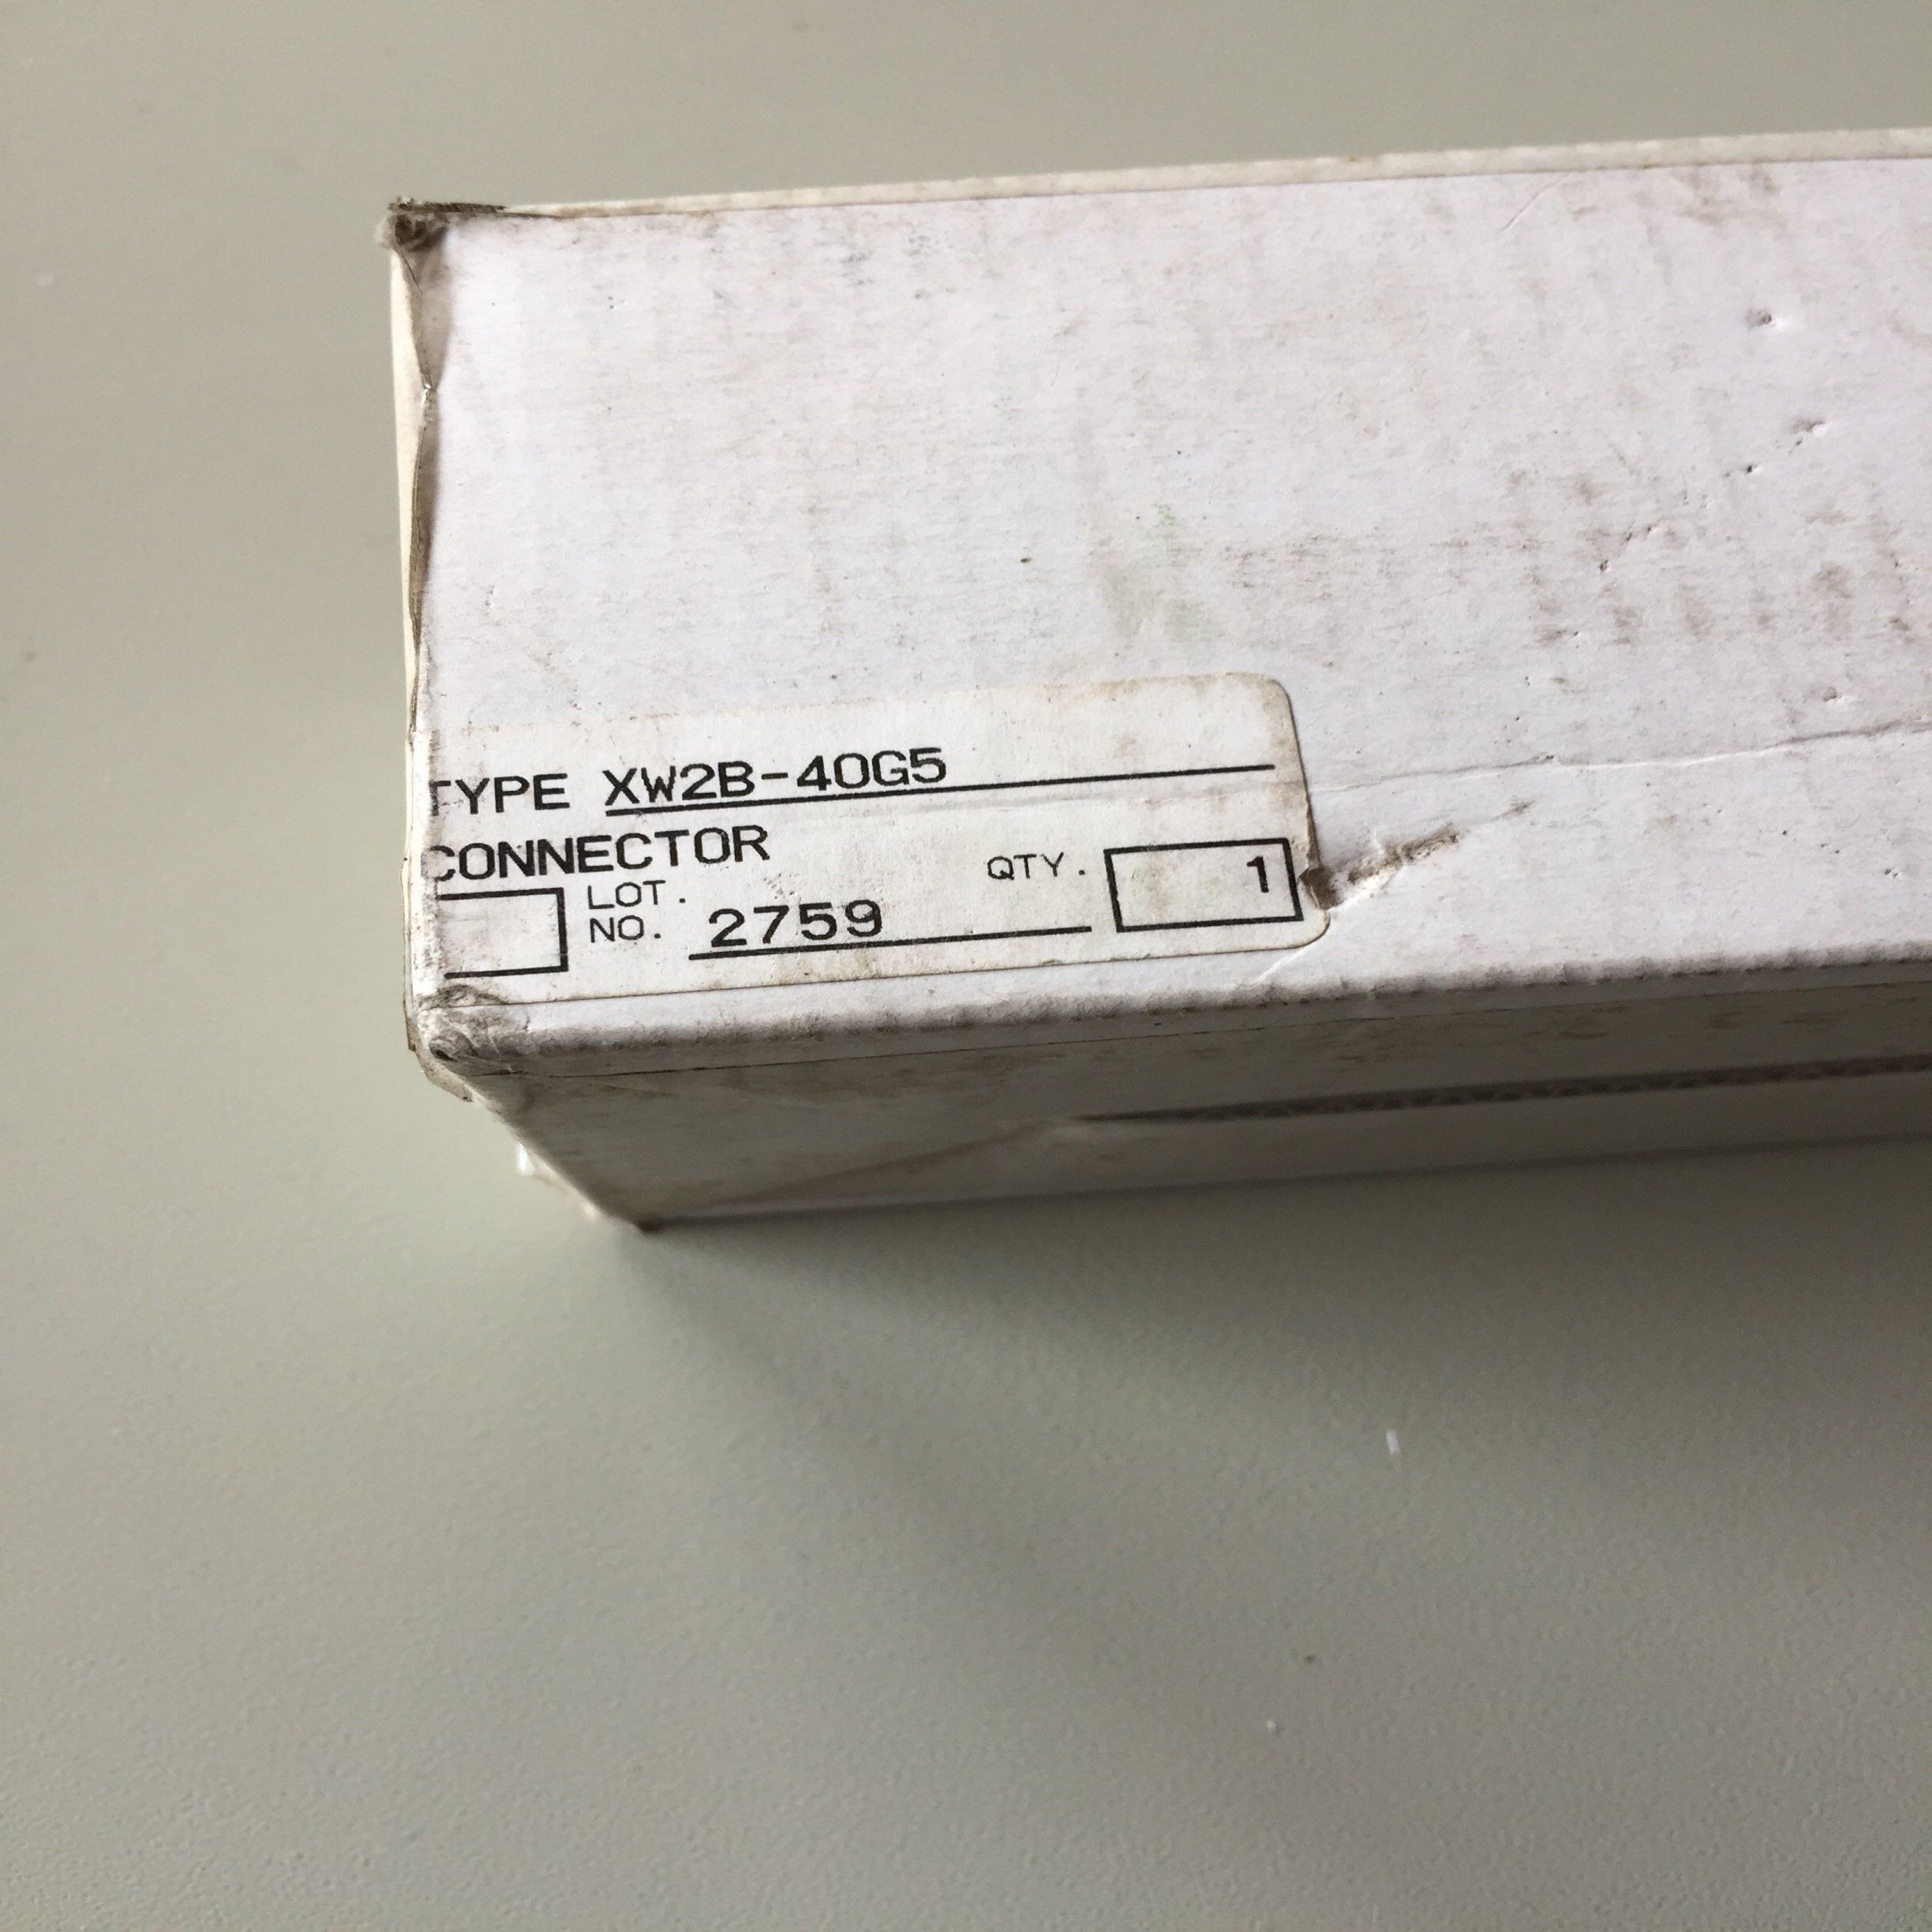 TYPE XW2B-40G5
CONNECTOR
LOT. NO. 2759 QTY. 1